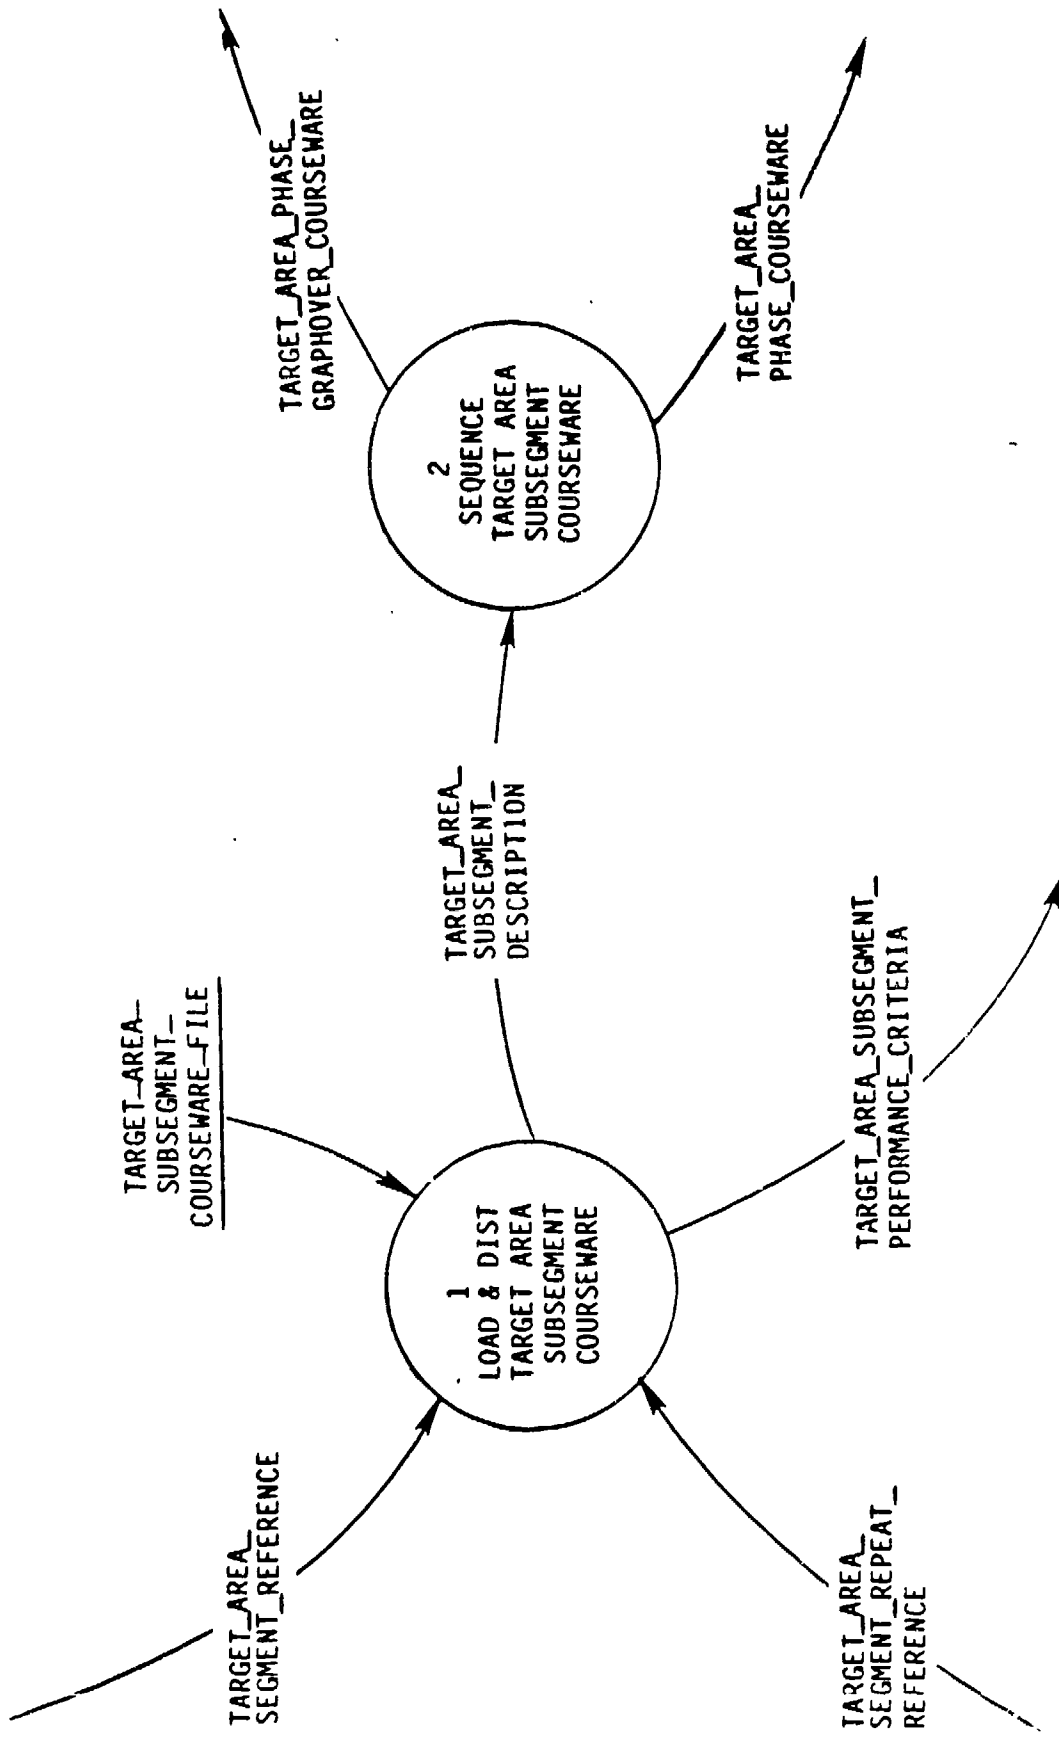 TARGET_AREA_
SEGMENT_REFERENCE
TARGET_AREA_
SUBSEGMENT_
COURSEWARE_FILE
TARGET_AREA_PHASE_
GRAPHOVER_COURSEWARE
1
LOAD & DIST
TARGET AREA
SUBSEGMENT
COURSEWARE
TARGET_AREA_
SUBSEGMENT_
DESCRIPTION
2
SEQUENCE
TARGET AREA
SUBSEGMENT
COURSEWARE
TARGET_AREA_
SEGMENT_REPEAT_
REFERENCE
TARGET_AREA_SUBSEGMENT_
PERFORMANCE_CRITERIA
TARGET_AREA_
PHASE_COURSEWARE